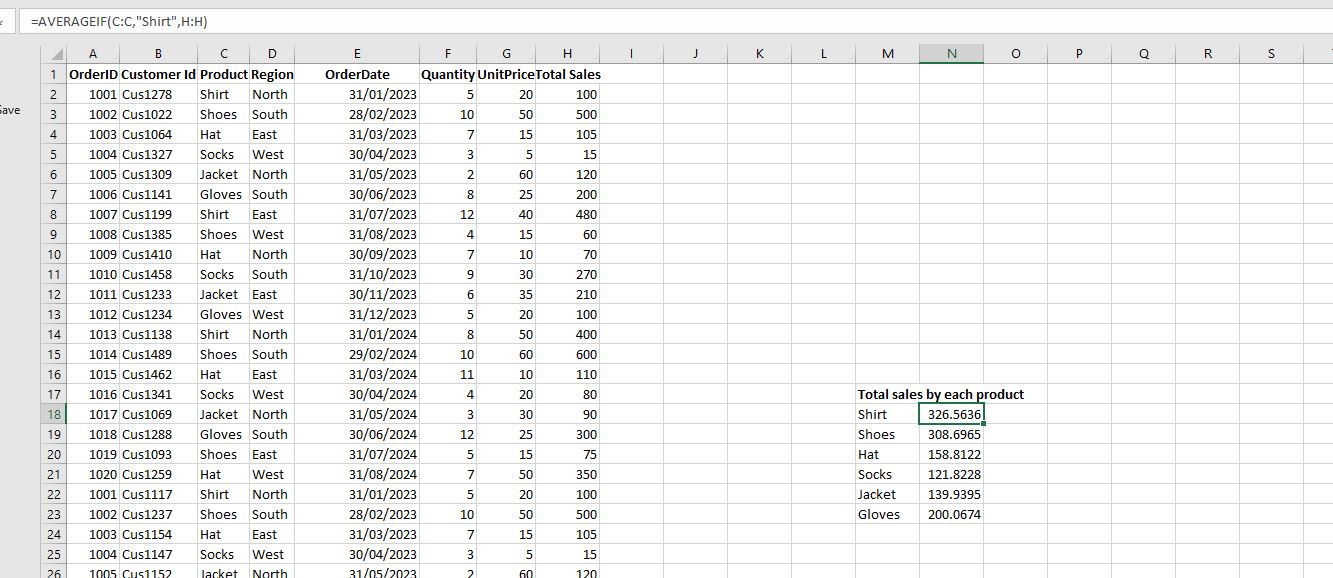 =AVERAGEIF(C:C,"Shirt",H:H)
A B C D E F G H I J K L M N O P Q R S
1 OrderID Customer Id Product Region OrderDate Quantity UnitPrice Total Sales
2 1001 Cus1278 Shirt North 31/01/2023 5 20 100
Save
3 1002 Cus1022 Shoes South 28/02/2023 10 50 500
4 1003 Cus1064 Hat East 31/03/2023 7 15 105
5 1004 Cus1327 Socks West 30/04/2023 3 5 15
6 1005 Cus1309 Jacket North 31/05/2023 2 60 120
7 1006 Cus1141 Gloves South 30/06/2023 8 25 200
8 1007 Cus1199 Shirt East 31/07/2023 12 40 480
9 1008 Cus1385 Shoes West 31/08/2023 4 15 60
10 1009 Cus1410 Hat North 30/09/2023 7 10 70
11 1010 Cus1458 Socks South 31/10/2023 9 30 270
12 1011 Cus1233 Jacket East 30/11/2023 6 35 210
13 1012 Cus1234 Gloves West 31/12/2023 5 20 100
14 1013 Cus1138 Shirt North 31/01/2024 8 50 400
15 1014 Cus1489 Shoes South 29/02/2024 10 60 600
16 1015 Cus1462 Hat East 31/03/2024 11 10 110
17 1016 Cus1341 Socks West 30/04/2024 4 20 80 Total sales by each product
18 1017 Cus1069 Jacket North 31/05/2024 3 30 90 Shirt 326.5636
19 1018 Cus1288 Gloves South 30/06/2024 12 25 300 Shoes 308.6965
20 1019 Cus1093 Shoes East 31/07/2024 5 15 75 Hat 158.8122
21 1020 Cus1259 Hat West 31/08/2024 7 50 350 Socks 121.8228
22 1001 Cus1117 Shirt North 31/01/2023 5 20 100 Jacket 139.9395
23 1002 Cus1237 Shoes South 28/02/2023 10 50 500 Gloves 200.0674
24 1003 Cus1154 Hat East 31/03/2023 7 15 105
25 1004 Cus1147 Socks West 30/04/2023 3 5 15
26 1005 Cus1152 Jacket North 31/05/2023 2 60 120